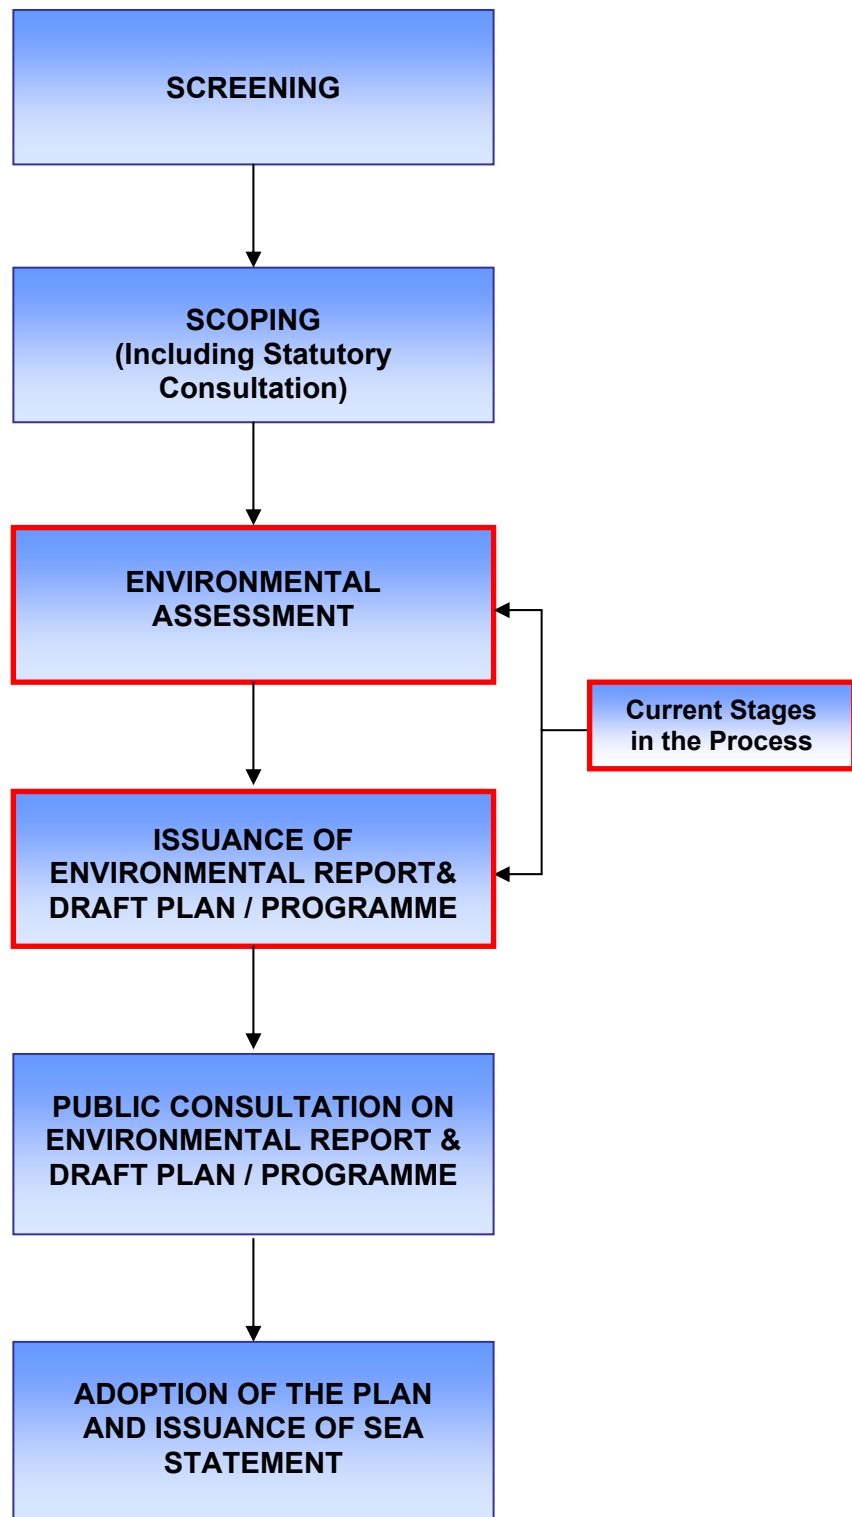 SCREENING
SCOPING
(Including Statutory
Consultation)
ENVIRONMENTAL
ASSESSMENT
Current Stages
in the Process
ISSUANCE OF
ENVIRONMENTAL REPORT&
DRAFT PLAN / PROGRAMME
PUBLIC CONSULTATION ON
ENVIRONMENTAL REPORT &
DRAFT PLAN / PROGRAMME
ADOPTION OF THE PLAN
AND ISSUANCE OF SEA
STATEMENT